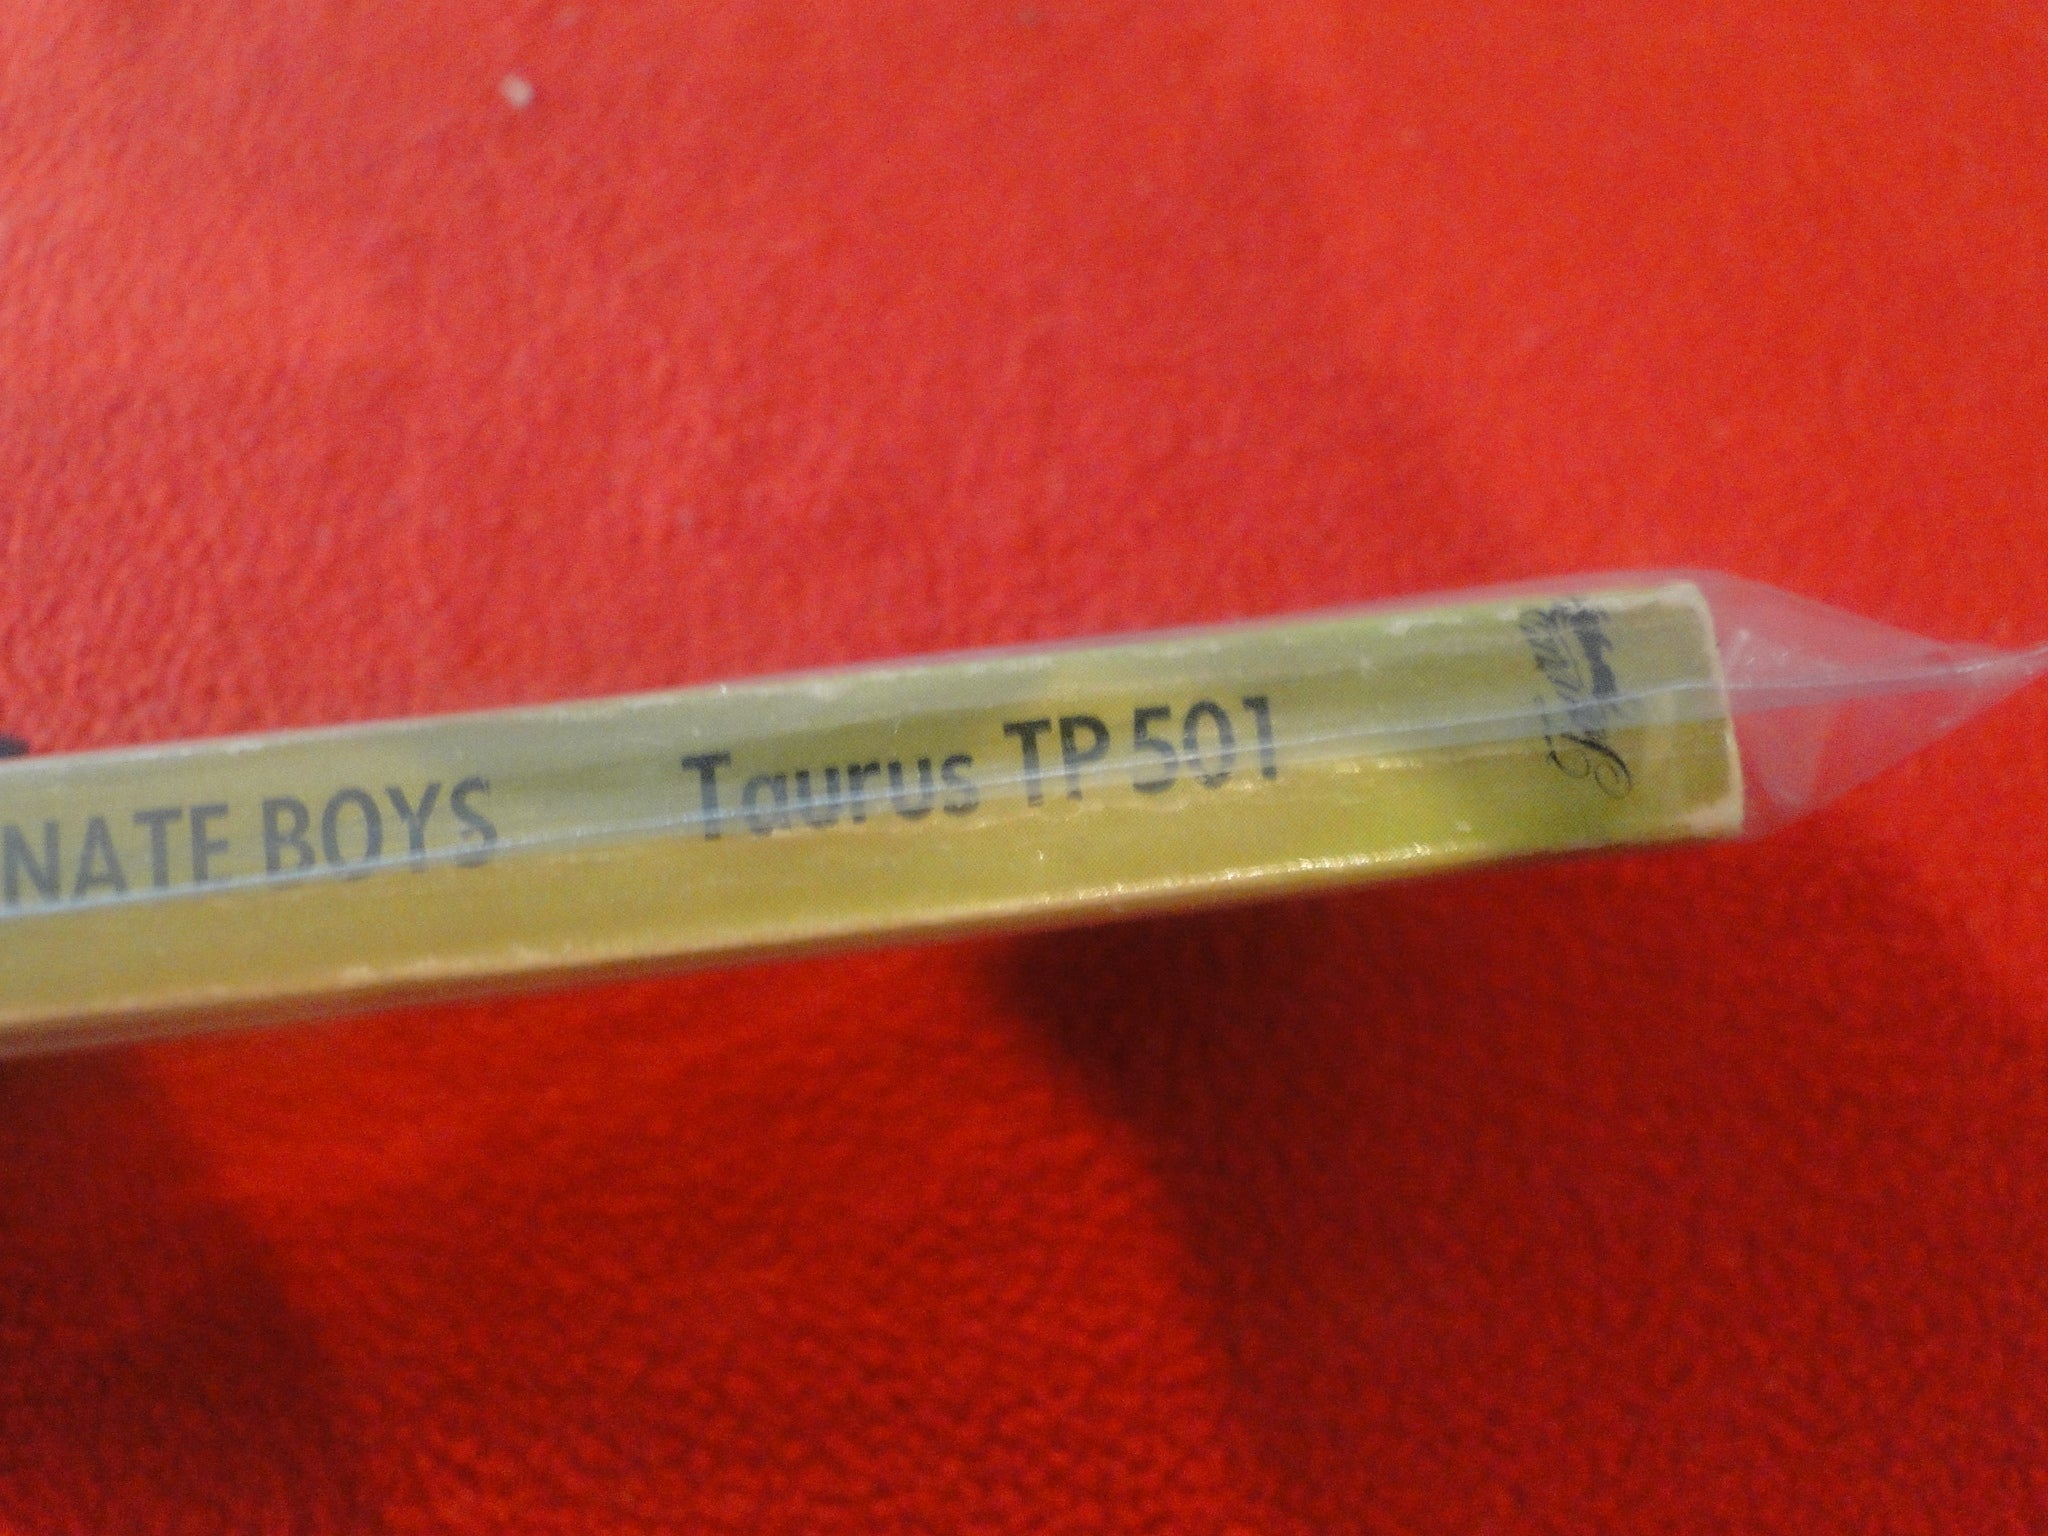 NATE BOYS Taurus TP 501